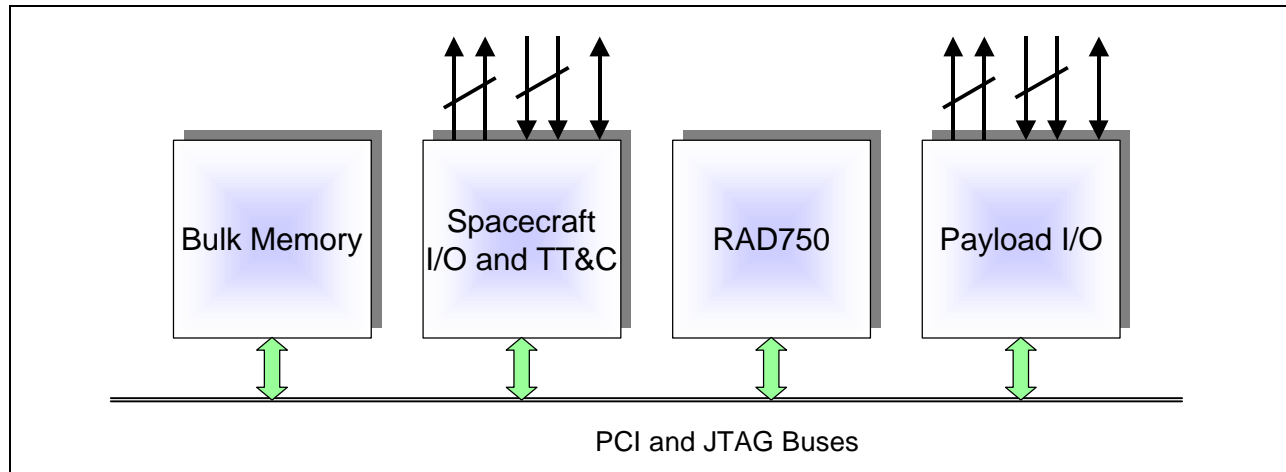 Bulk Memory
Spacecraft
I/O and TT&C
RAD750
Payload I/O
PCI and JTAG Buses